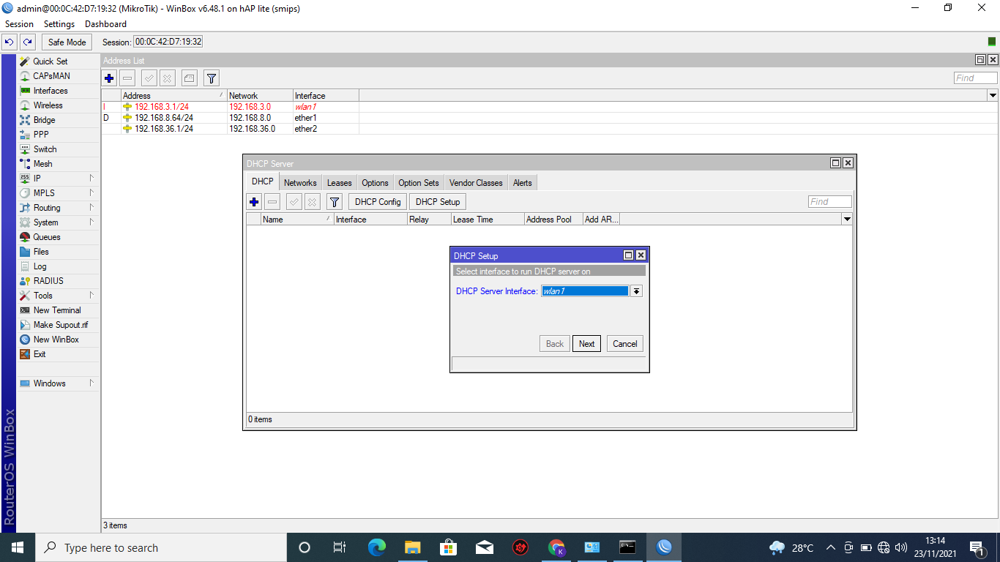 admin@00:0C:42:D7:19:32 (MikroTik) - WinBox v6.48.1 on hAP lite (smips)
Session Settings Dashboard
Safe Mode Session: 00:0C:42:D7:19:32
Quick Set
CAPsMAN
Interfaces
Wireless
Bridge
PPP
Switch
Mesh
IP
MPLS
Routing
System
Queues
Files
Log
RADIUS
Tools
New Terminal
Make Supout.rif
New WinBox
Exit
Windows
RouterOS WinBox
Address List
Find
Address Network Interface
I 192.168.3.1/24 192.168.3.0 wlan1
D 192.168.8.64/24 192.168.8.0 ether1
192.168.36.1/24 192.168.36.0 ether2
DHCP Server
DHCP Networks Leases Options Option Sets Vendor Classes Alerts
DHCP Config DHCP Setup Find
Name Interface Relay Lease Time Address Pool Add AR...
DHCP Setup
Select interface to run DHCP server on
DHCP Server Interface: wlan1
Back Next Cancel
0 items
3 items
Type here to search
K
28°C
13:14
23/11/2021
1